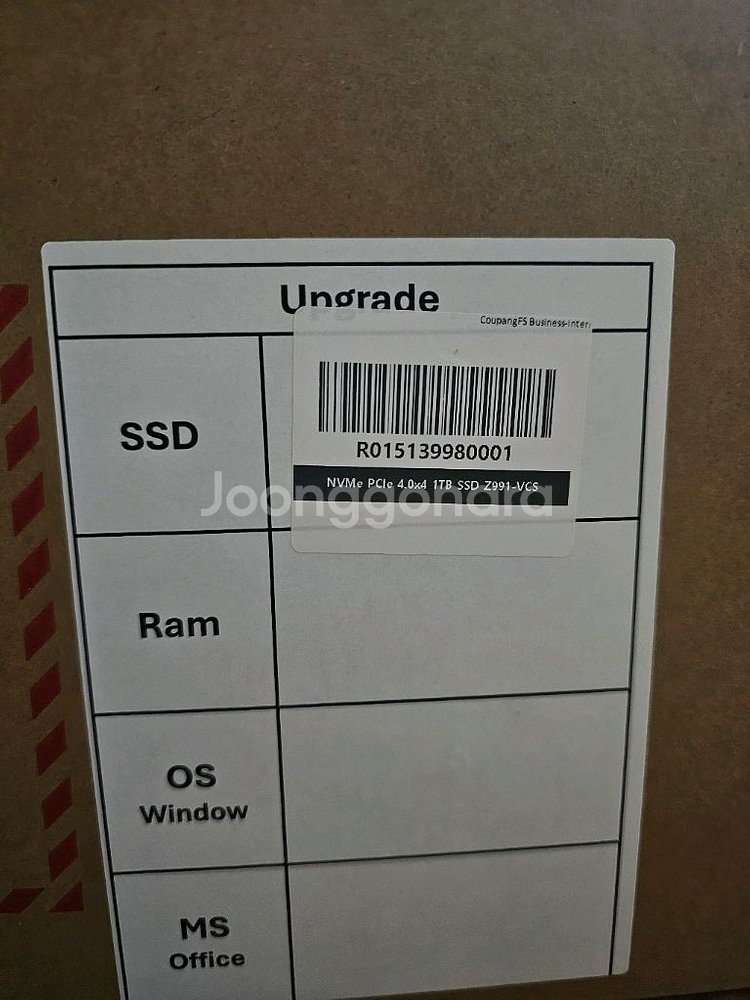 Upgrade
CoupangFS Business-Inter
SSD
R015139980001
NVMe PCIe 4.0x4 1TB SSD Z991-VCS
Joonggonara
Ram
OS
Window
MS
Office